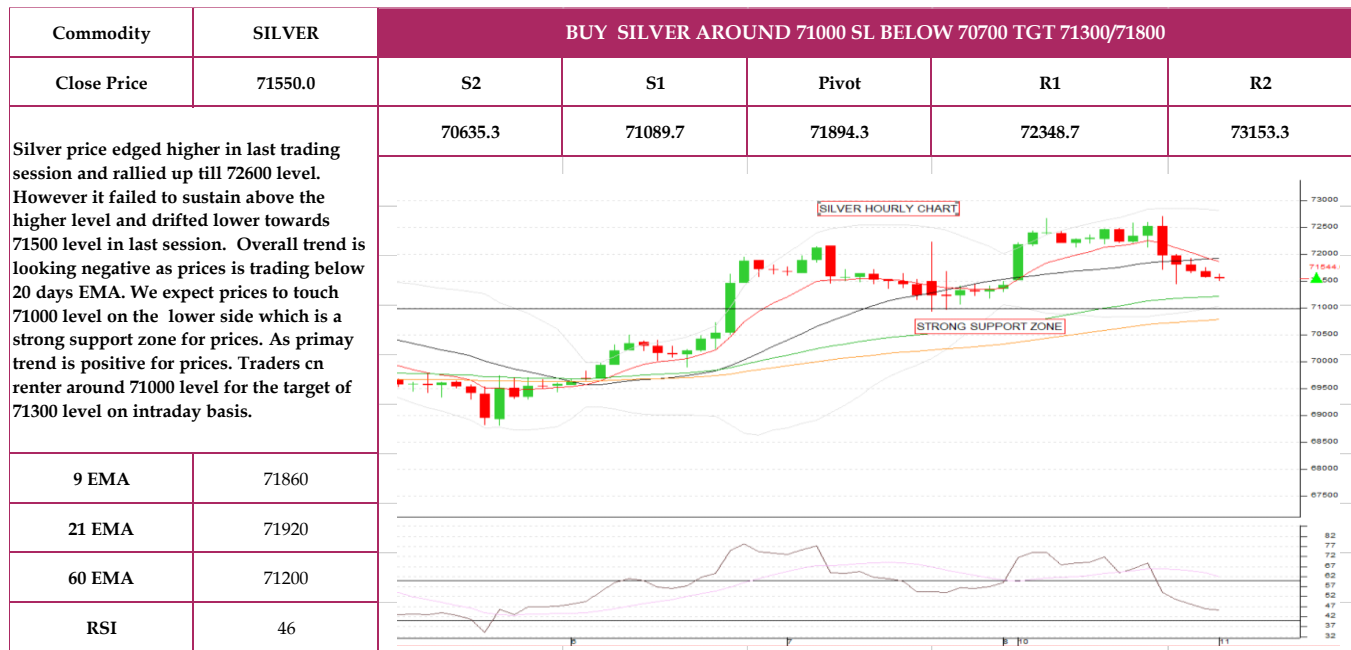 Commodity SILVER BUY SILVER AROUND 71000 SL BELOW 70700 TGT 71300/71800
Close Price 71550.0 S2 S1 Pivot R1 R2
70635.3 71089.7 71894.3 72348.7 73153.3
Silver price edged higher in last trading
session and rallied up till 72600 level.
However it failed to sustain above the
higher level and drifted lower towards
71500 level in last session. Overall trend is
looking negative as prices is trading below
20 days EMA. We expect prices to touch
71000 level on the lower side which is a
strong support zone for prices. As primay
trend is positive for prices. Traders cn
renter around 71000 level for the target of
71300 level on intraday basis.
9 EMA 71860
21 EMA 71920
60 EMA 71200
RSI 46
SILVER HOURLY CHART
STRONG SUPPORT ZONE
73000
72500
72000
71544.
71000
70500
70000
69500
69000
68500
68000
67500
82
77
72
67
62
57
52
47
42
37
32
6 7 8 10 11